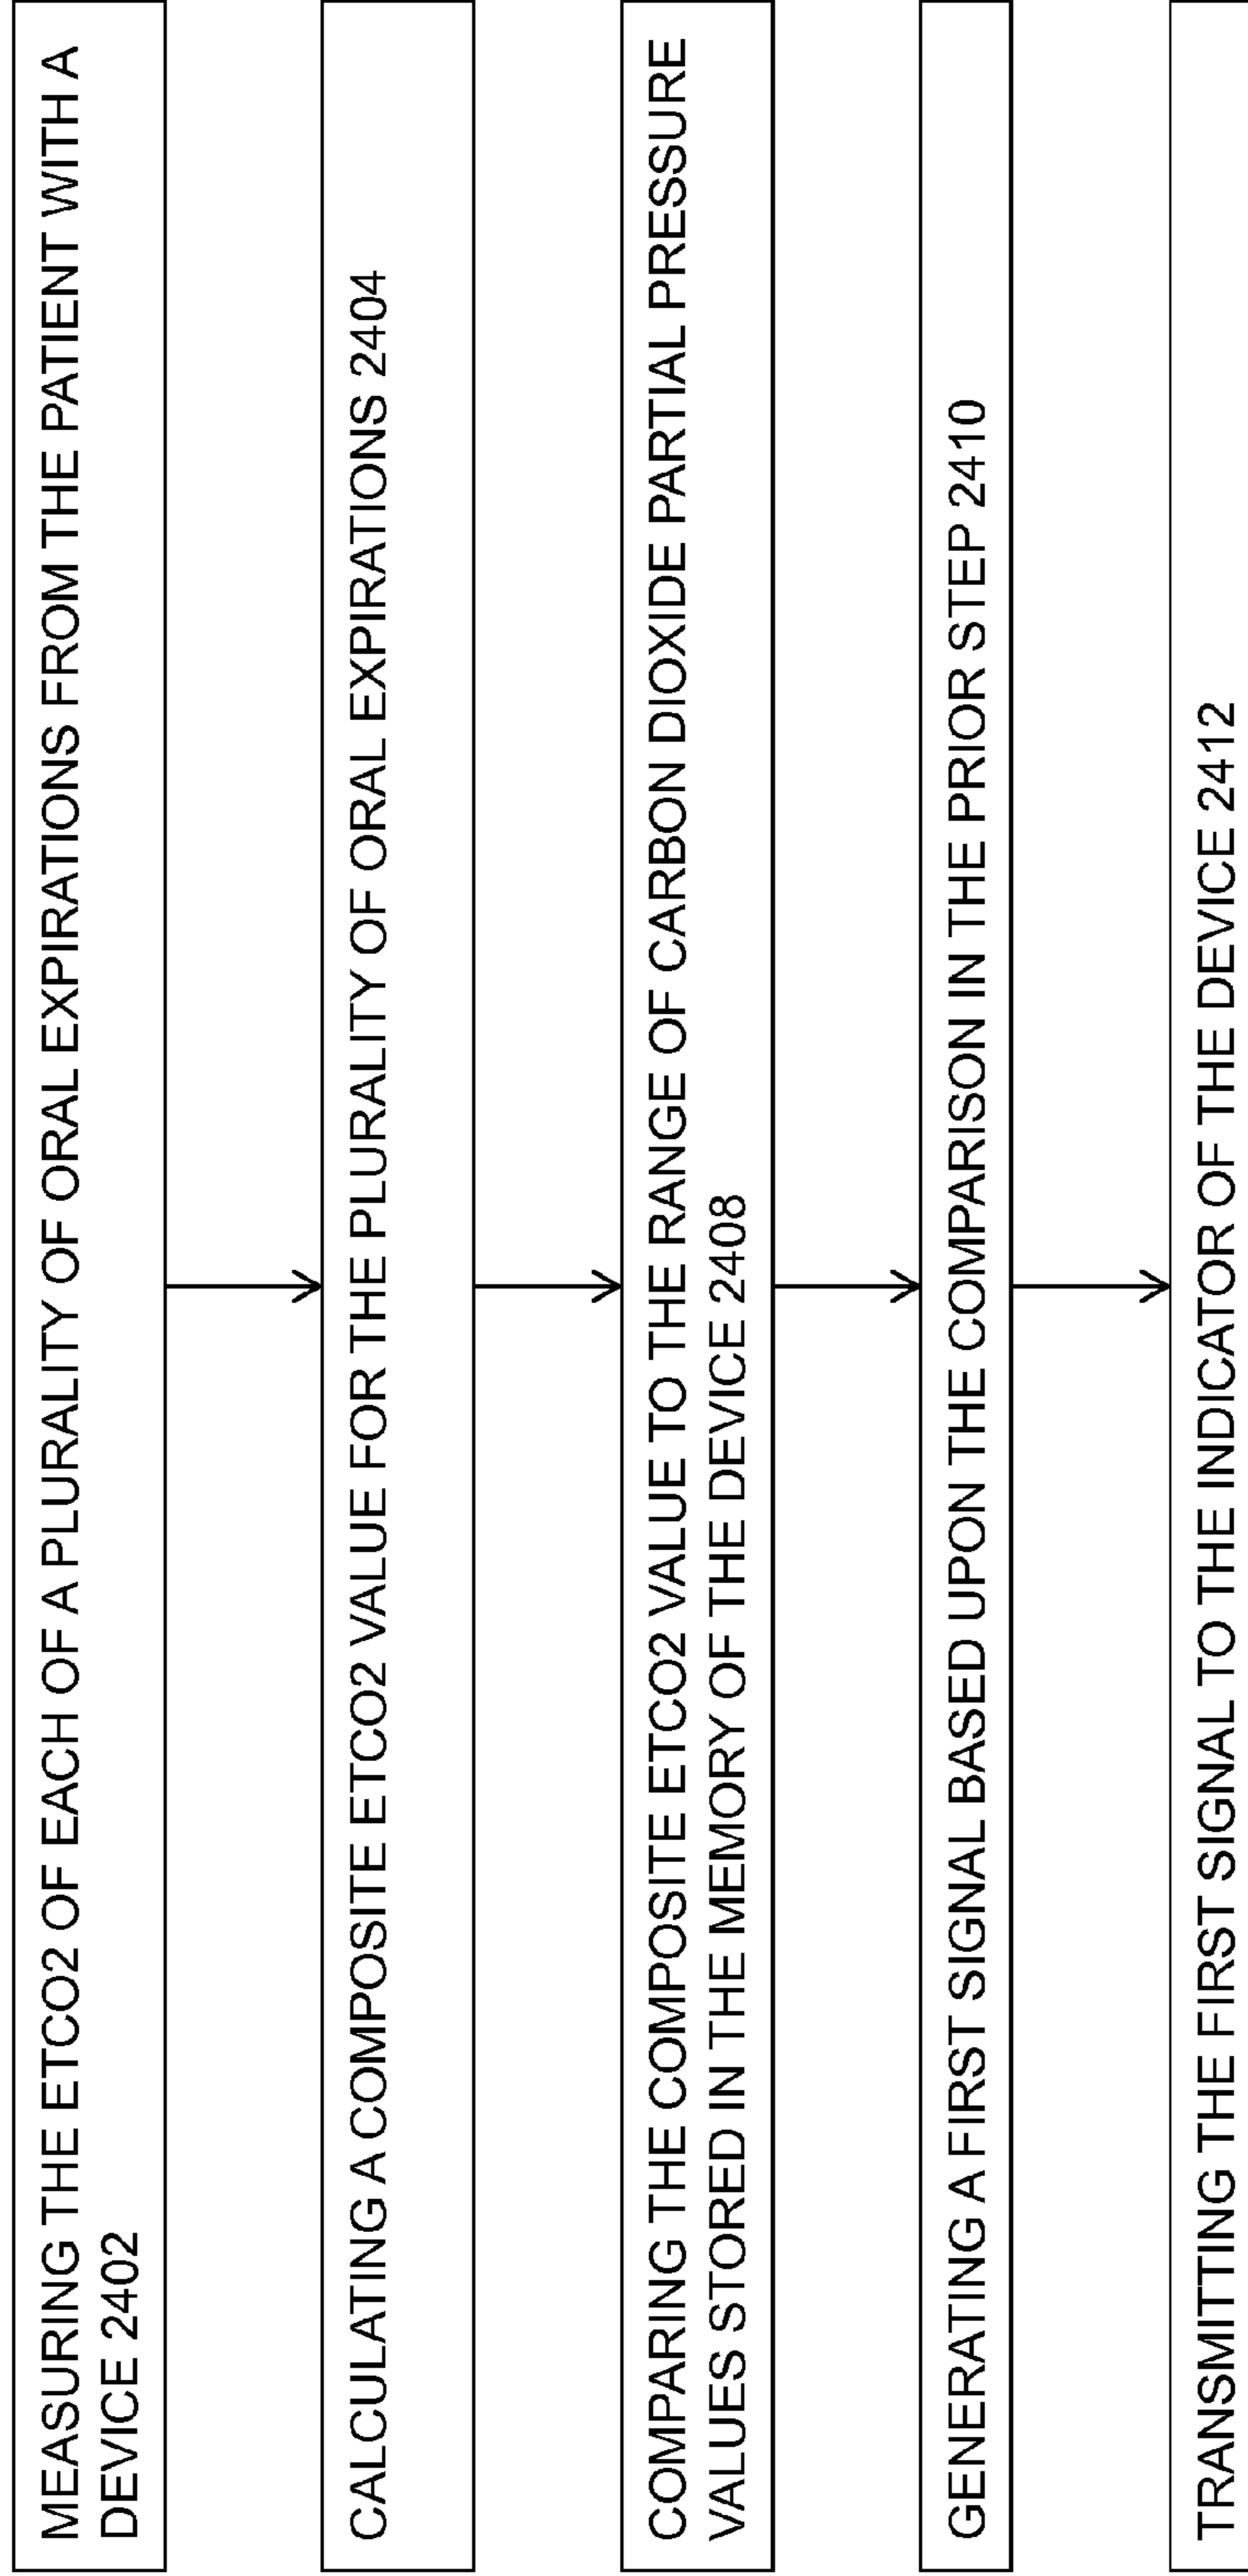 MEASURING THE ETCO2 OF EACH OF A PLURALITY OF ORAL EXPIRATIONS FROM THE PATIENT WITH A
DEVICE 2402
CALCULATING A COMPOSITE ETCO2 VALUE FOR THE PLURALITY OF ORAL EXPIRATIONS 2404
COMPARING THE COMPOSITE ETCO2 VALUE TO THE RANGE OF CARBON DIOXIDE PARTIAL PRESSURE
VALUES STORED IN THE MEMORY OF THE DEVICE 2408
GENERATING A FIRST SIGNAL BASED UPON THE COMPARISON IN THE PRIOR STEP 2410
TRANSMITTING THE FIRST SIGNAL TO THE INDICATOR OF THE DEVICE 2412